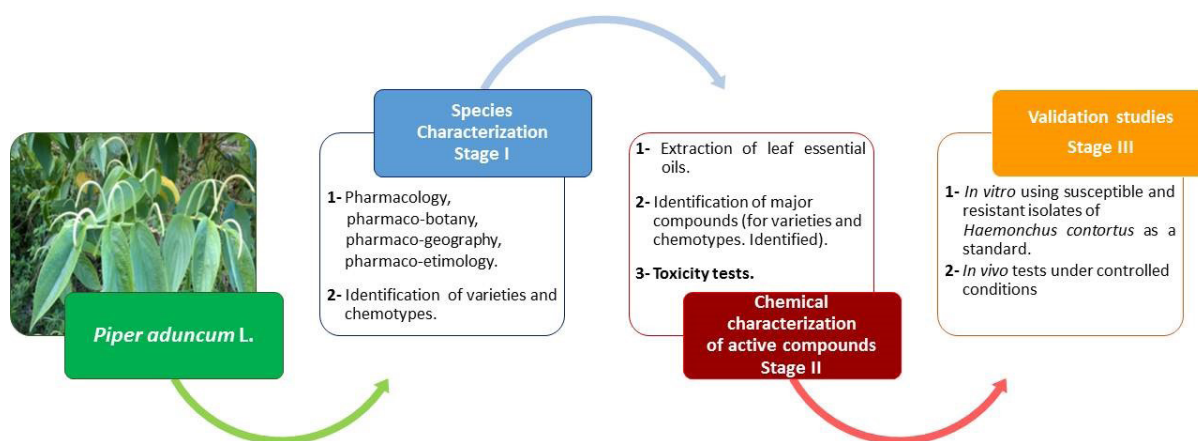 Piper aduncum L.
Species
Characterization
Stage I
1- Pharmacology,
pharmaco-botany,
pharmaco-geography,
pharmaco-etimology.
2- Identification of varieties and
chemotypes.
1- Extraction of leaf essential
oils.
2- Identification of major
compounds (for varieties and
chemotypes. Identified).
3- Toxicity tests.
Chemical
characterization
of active compounds
Stage II
Validation studies
Stage III
1- In vitro using susceptible and
resistant isolates of
Haemonchus contortus as a
standard.
2- In vivo tests under controlled
conditions